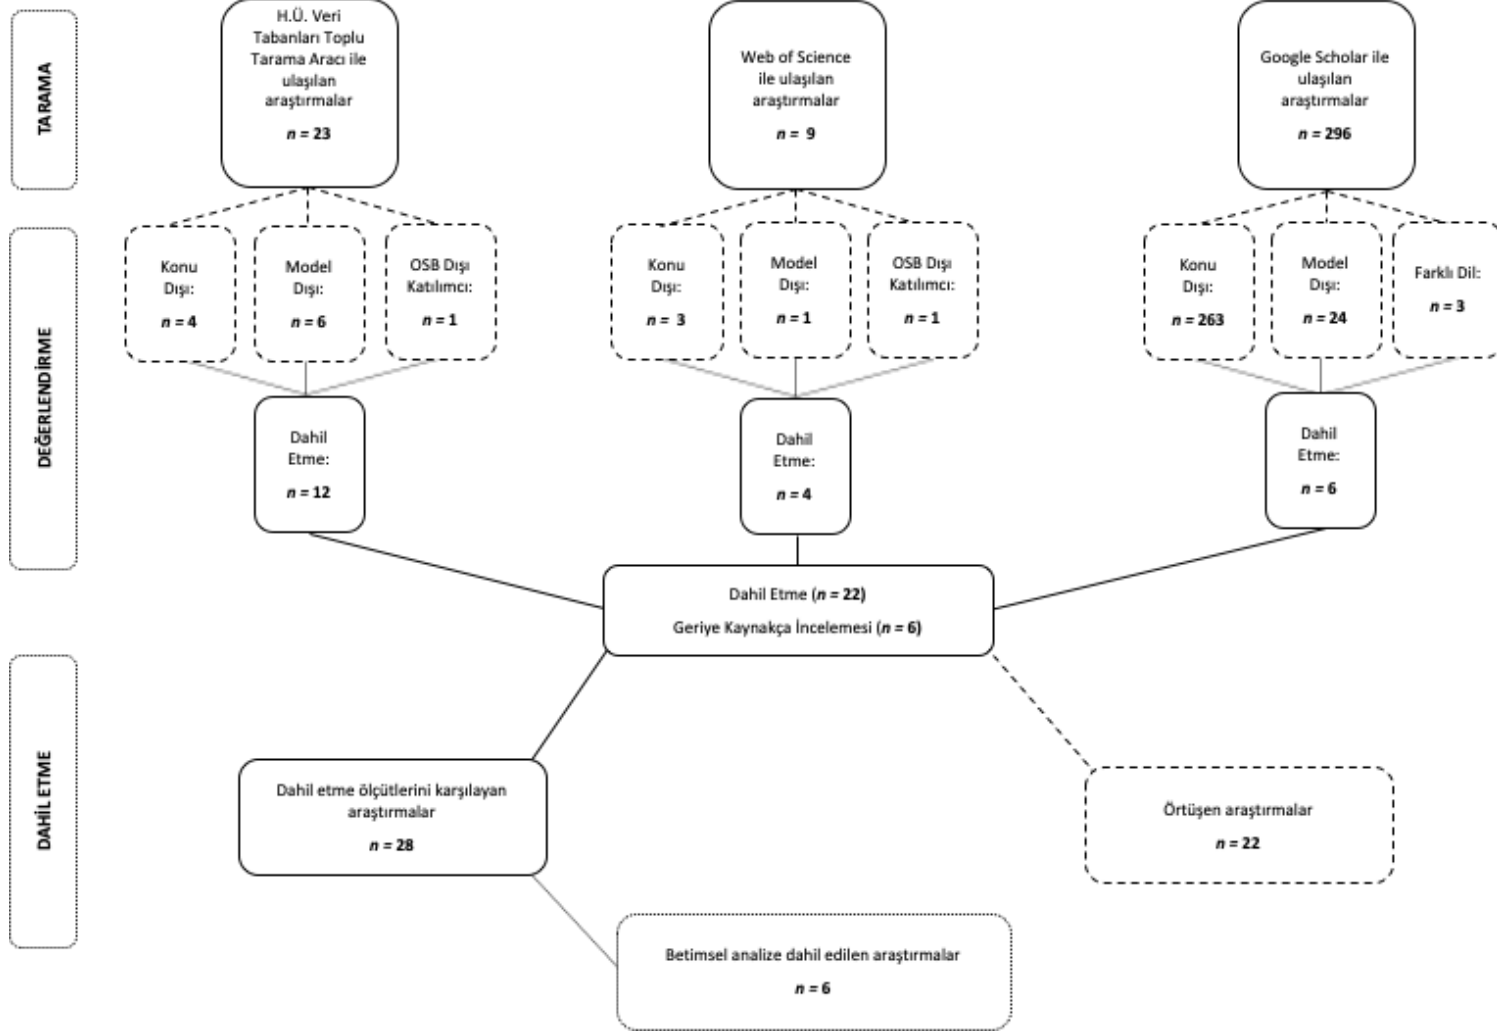 TARAMA
H.Ü. Veri
Tabanları Toplu
Tarama Aracı ile
ulaşılan
araştırmalar
n = 23
Web of Science
ile ulaşılan
araştırmalar
n = 9
Google Scholar ile
ulaşılan
araştırmalar
n = 296
DEĞERLENDİRME
Konu
Dışı:
n = 4
Model
Dışı:
n = 6
OSB Dışı
Katılımcı:
n = 1
Konu
Dışı:
n = 3
Model
Dışı:
n = 1
OSB Dışı
Katılımcı:
n = 1
Konu
Dışı:
n = 263
Model
Dışı:
n = 24
Farklı Dil:
n = 3
Dahil
Etme:
n = 12
Dahil
Etme:
n = 4
Dahil
Etme:
n = 6
Dahil Etme (n = 22)
Geriye Kaynakça İncelemesi (n = 6)
DAHİL ETME
Dahil etme ölçütlerini karşılayan
araştırmalar
n = 28
Örtüşen araştırmalar
n = 22
Betimsel analize dahil edilen araştırmalar
n = 6